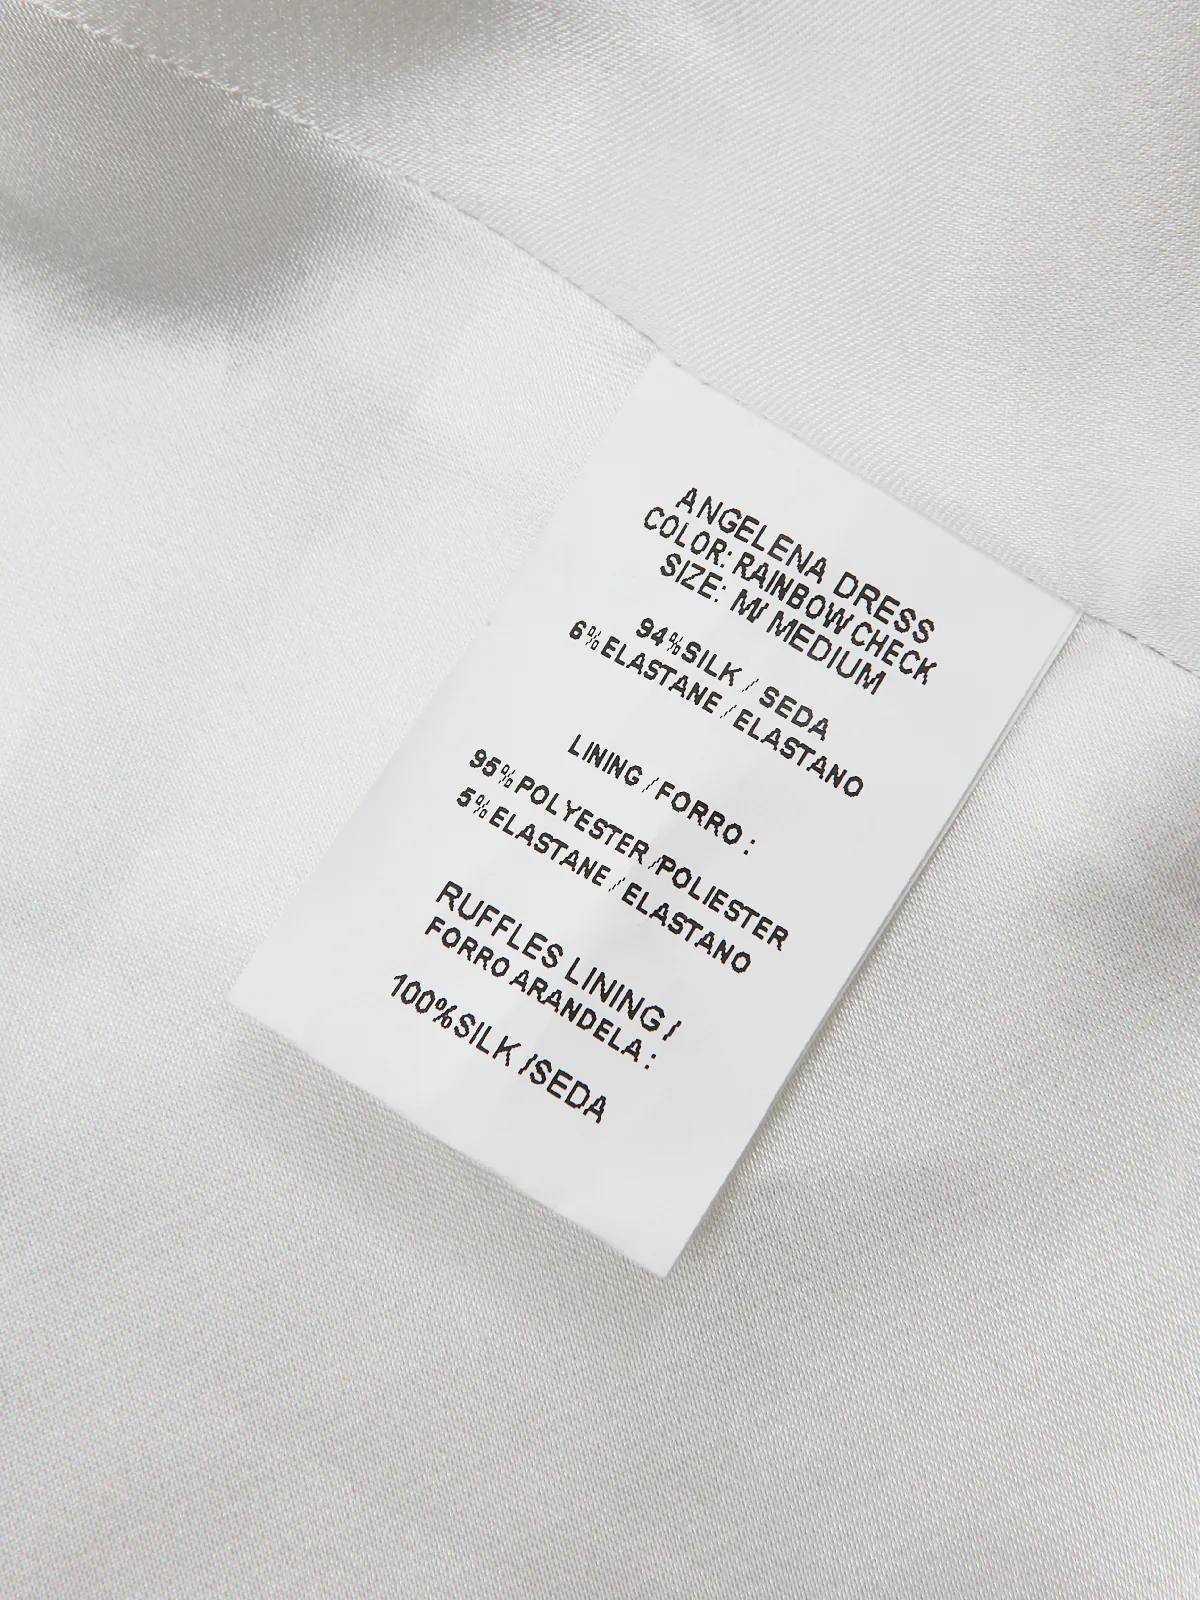 ANGELENA DRESS
COLOR: RAINBOW CHECK
SIZE: M/ MEDIUM
94%SILK / SEDA
6%ELASTANE / ELASTANO
LINING / FORRO :
95%POLYESTER /POLIESTER
5%ELASTANE / ELASTANO
RUFFLES LINING /
FORRO ARANDELA :
100%SILK /SEDA